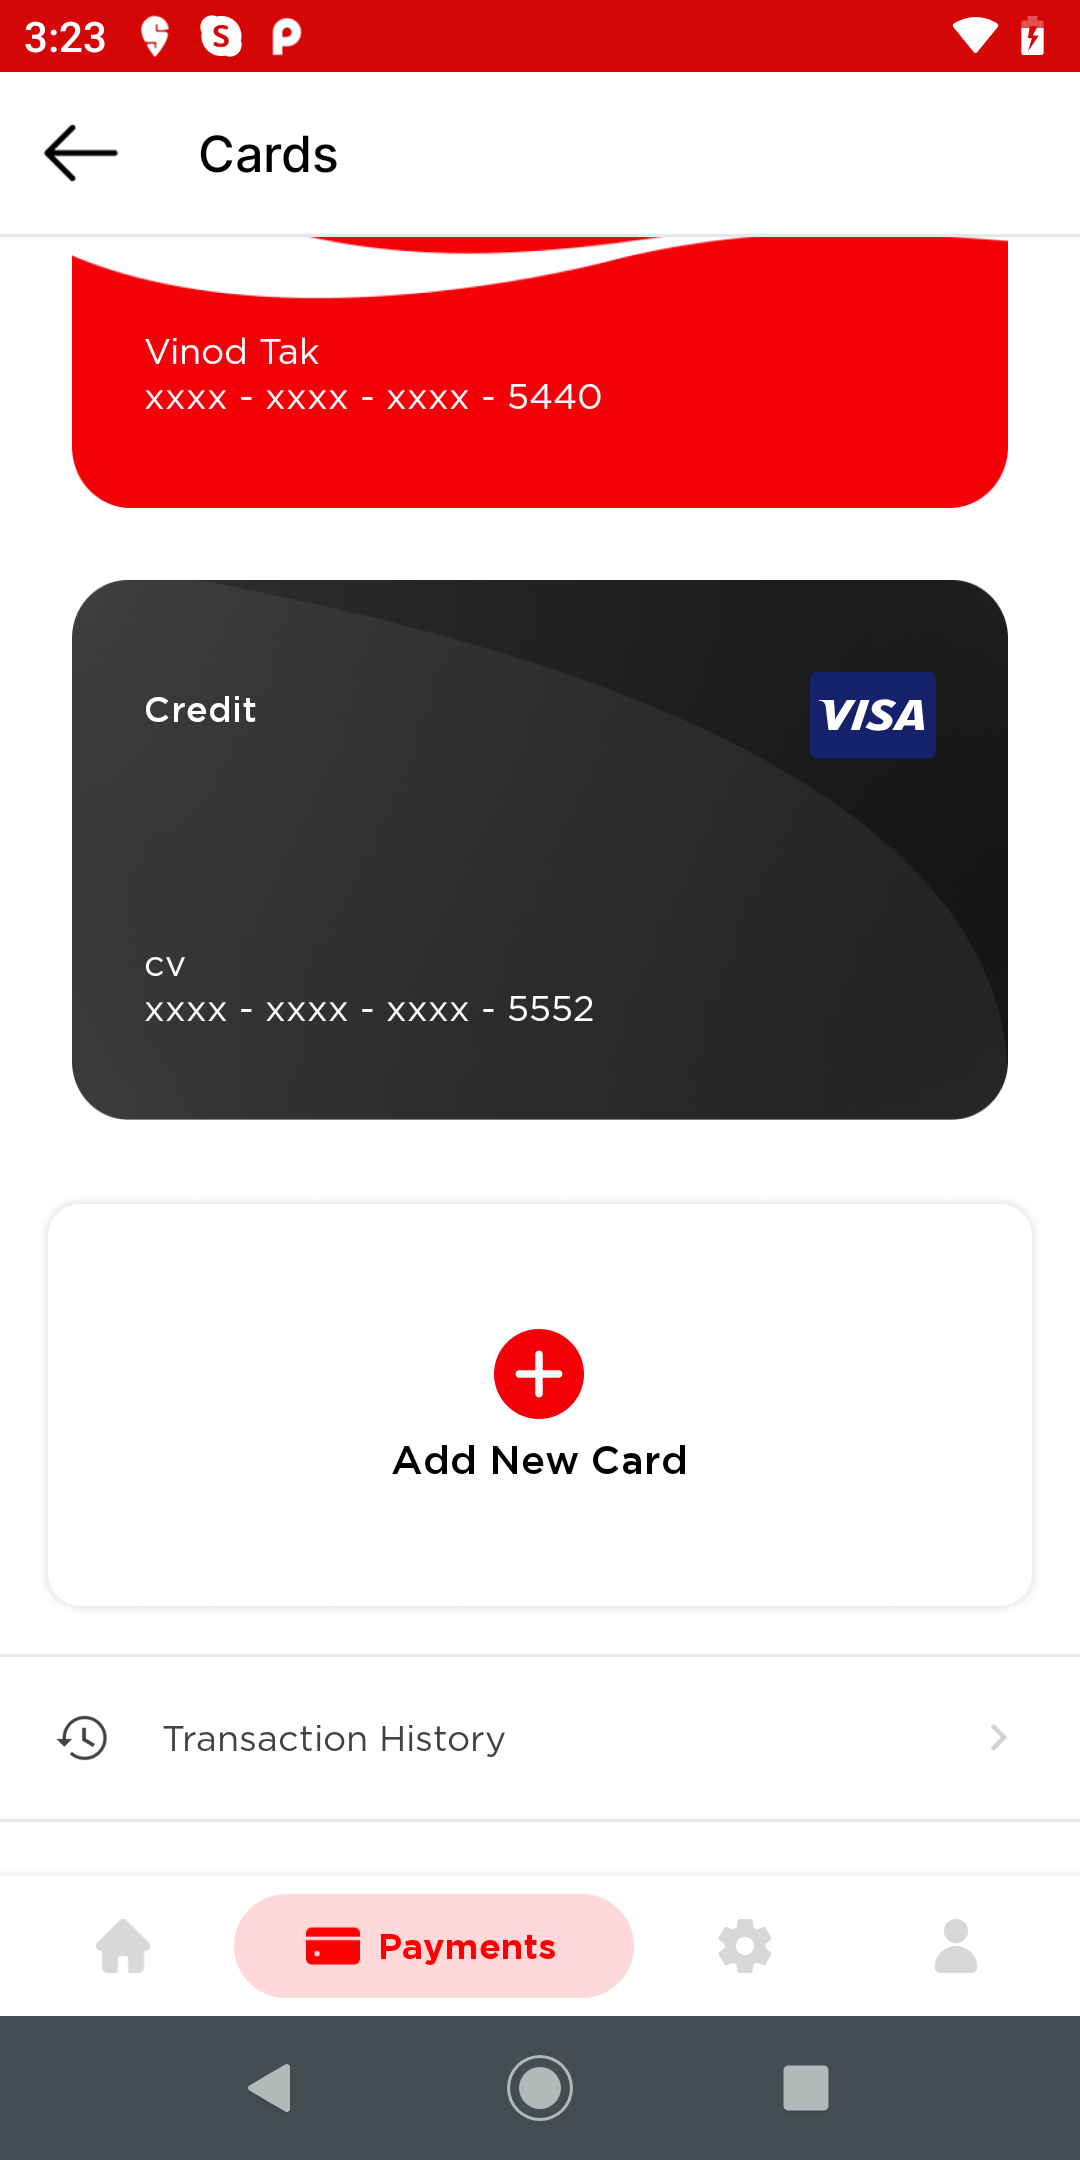 3:23
Cards
Vinod Tak
xxxx - xxxx - xxxx - 5440
Credit
VISA
cv
xxxx - xxxx - xxxx - 5552
Add New Card
Transaction History
Payments